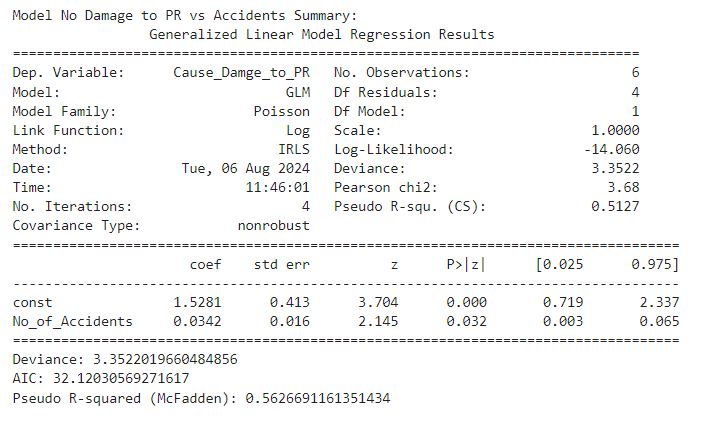 Model No Damage to PR vs Accidents Summary:
Generalized Linear Model Regression Results
==============================================================================
Dep. Variable: Cause_Damge_to_PR No. Observations: 6
Model: GLM Df Residuals: 4
Model Family: Poisson Df Model: 1
Link Function: Log Scale: 1.0000
Method: IRLS Log-Likelihood: -14.060
Date: Tue, 06 Aug 2024 Deviance: 3.3522
Time: 11:46:01 Pearson chi2: 3.68
No. Iterations: 4 Pseudo R-squ. (CS): 0.5127
Covariance Type: nonrobust
===================================================================================
coef std err z P>|z| [0.025 0.975]
-----------------------------------------------------------------------------------
const 1.5281 0.413 3.704 0.000 0.719 2.337
No_of_Accidents 0.0342 0.016 2.145 0.032 0.003 0.065
===================================================================================
Deviance: 3.3522019660484856
AIC: 32.12030569271617
Pseudo R-squared (McFadden): 0.5626691161351434